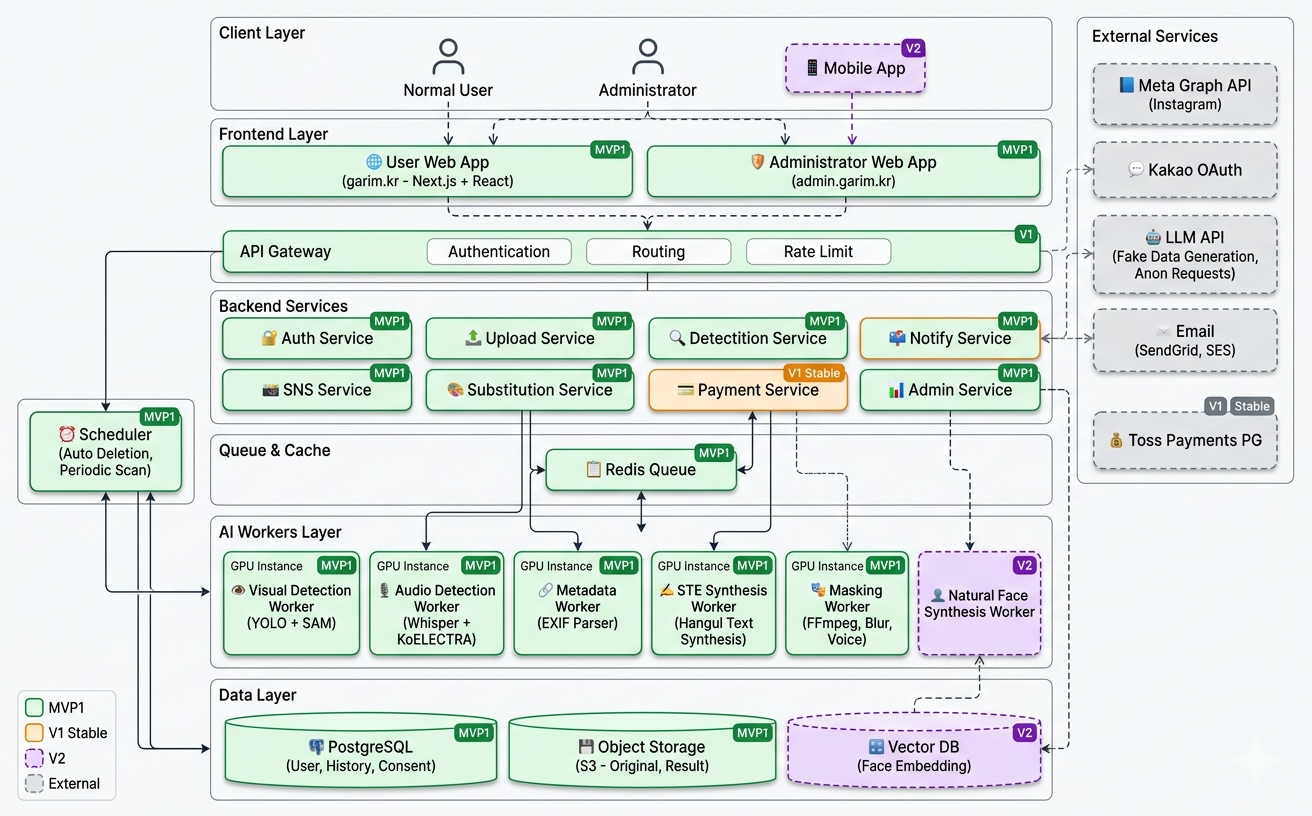 Client Layer
Normal User
Administrator
Mobile App
V2
Frontend Layer
User Web App
(garim.kr - Next.js + React)
MVP1
Administrator Web App
(admin.garim.kr)
MVP1
API Gateway
Authentication
Routing
Rate Limit
V1
Backend Services
Auth Service
MVP1
Upload Service
MVP1
Detectition Service
MVP1
Notify Service
MVP1
SNS Service
MVP1
Substitution Service
MVP1
Payment Service
V1 Stable
Admin Service
MVP1
Scheduler
(Auto Deletion,
Periodic Scan)
MVP1
Queue & Cache
Redis Queue
MVP1
AI Workers Layer
GPU Instance
MVP1
Visual Detection
Worker
(YOLO + SAM)
GPU Instance
MVP1
Audio Detection
Worker
(Whisper +
KoELECTRA)
GPU Instance
MVP1
Metadata
Worker
(EXIF Parser)
GPU Instance
MVP1
STE Synthesis
Worker
(Hangul Text
Synthesis)
GPU Instance
MVP1
Masking
Worker
(FFmpeg, Blur,
Voice)
V2
Natural Face
Synthesis Worker
Data Layer
PostgreSQL
(User, History, Consent)
MVP1
Object Storage
(S3 - Original, Result)
MVP1
Vector DB
(Face Embedding)
V2
External Services
Meta Graph API
(Instagram)
Kakao OAuth
LLM API
(Fake Data Generation,
Anon Requests)
Email
(SendGrid, SES)
V1 Stable
Toss Payments PG
MVP1
V1 Stable
V2
External